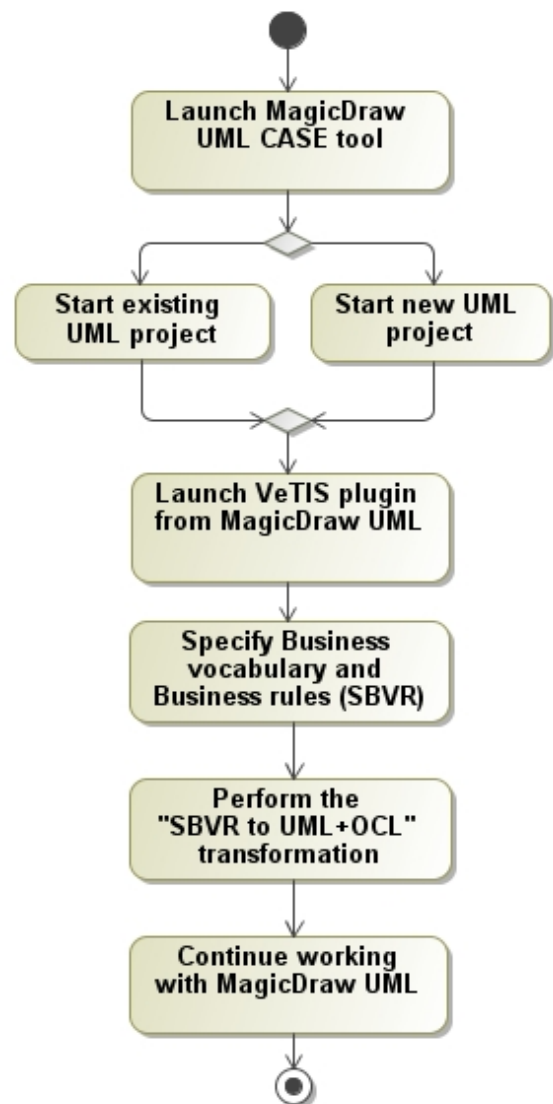 Launch MagicDraw
UML CASE tool
Start existing
UML project
Start new UML
project
Launch VeTIS plugin
from MagicDraw UML
Specify Business
vocabulary and
Business rules (SBVR)
Perform the
"SBVR to UML+OCL"
transformation
Continue working
with MagicDraw UML